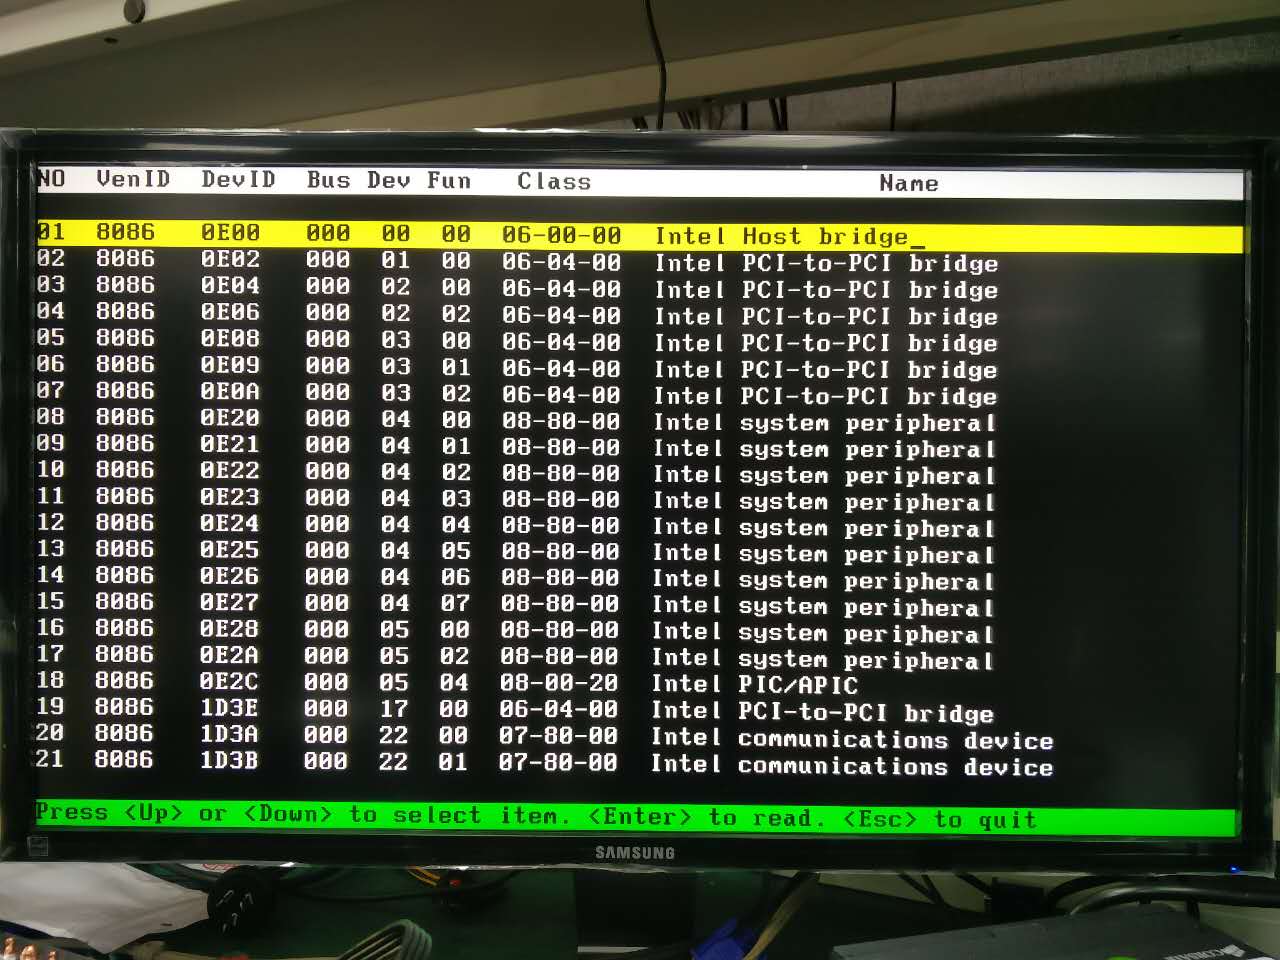 NO VenID DevID Bus Dev Fun Class Name
01 8086 0E00 000 00 00 06-00-00 Intel Host bridge_
02 8086 0E02 000 01 00 06-04-00 Intel PCI-to-PCI bridge
03 8086 0E04 000 02 00 06-04-00 Intel PCI-to-PCI bridge
04 8086 0E06 000 02 02 06-04-00 Intel PCI-to-PCI bridge
05 8086 0E08 000 03 00 06-04-00 Intel PCI-to-PCI bridge
06 8086 0E09 000 03 01 06-04-00 Intel PCI-to-PCI bridge
07 8086 0E0A 000 03 02 06-04-00 Intel PCI-to-PCI bridge
08 8086 0E20 000 04 00 08-80-00 Intel system peripheral
09 8086 0E21 000 04 01 08-80-00 Intel system peripheral
10 8086 0E22 000 04 02 08-80-00 Intel system peripheral
11 8086 0E23 000 04 03 08-80-00 Intel system peripheral
12 8086 0E24 000 04 04 08-80-00 Intel system peripheral
13 8086 0E25 000 04 05 08-80-00 Intel system peripheral
14 8086 0E26 000 04 06 08-80-00 Intel system peripheral
15 8086 0E27 000 04 07 08-80-00 Intel system peripheral
16 8086 0E28 000 05 00 08-80-00 Intel system peripheral
17 8086 0E2A 000 05 02 08-80-00 Intel system peripheral
18 8086 0E2C 000 05 04 08-00-20 Intel PIC/APIC
19 8086 1D3E 000 17 00 06-04-00 Intel PCI-to-PCI bridge
20 8086 1D3A 000 22 00 07-80-00 Intel communications device
21 8086 1D3B 000 22 01 07-80-00 Intel communications device
Press <Up> or <Down> to select item. <Enter> to read. <Esc> to quit
SAMSUNG